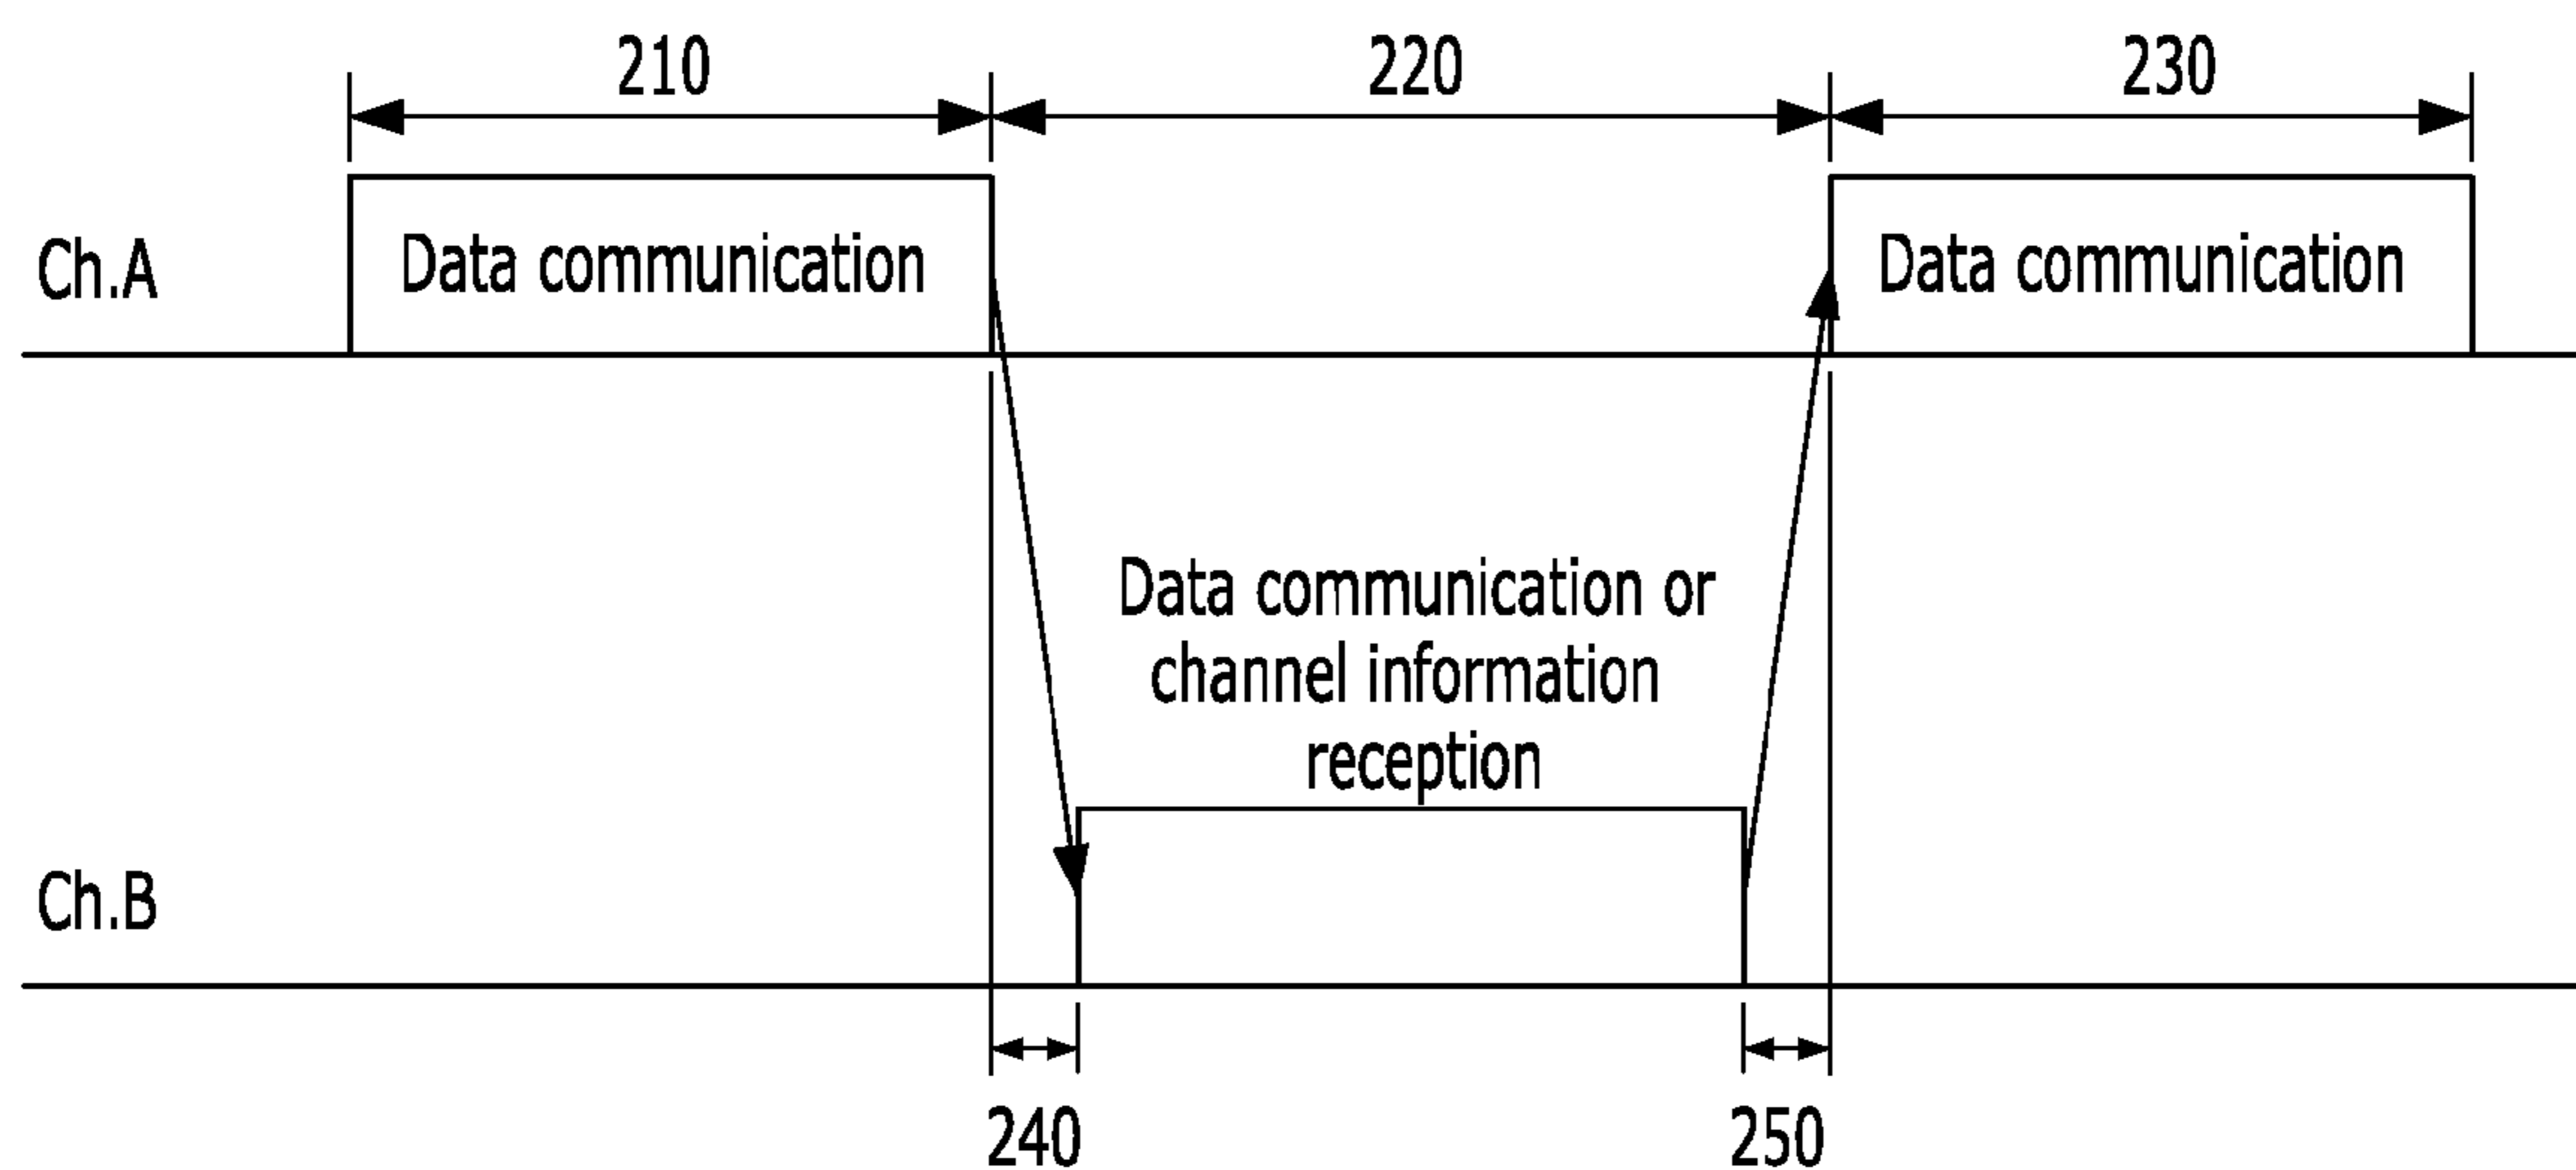 210
220
230
Ch.A
Data communication
Data communication
Data communication or
channel information
reception
Ch.B
240
250